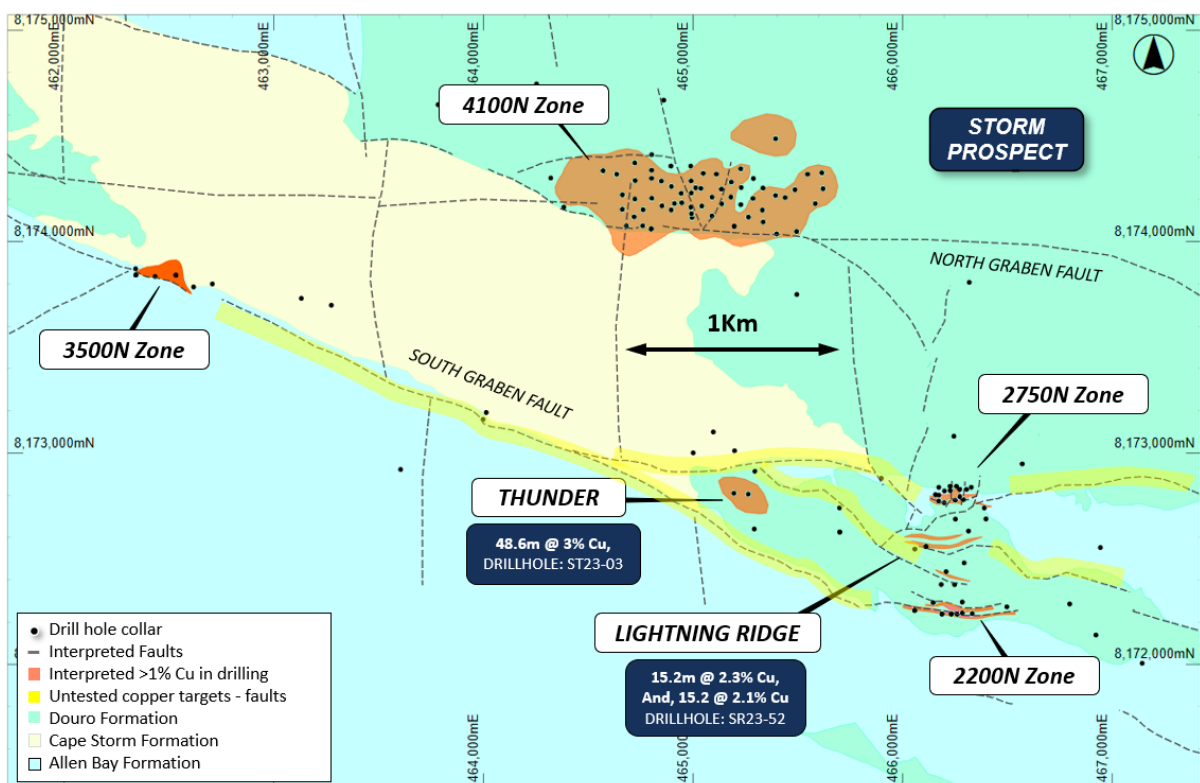 8,175,000mN
462,000mE
463,000mE
464,000mE
465,000mE
466,000mE
467,000mE
8,175,000mN
4100N Zone
STORM
PROSPECT
8,174,000mN
8,174,000mN
NORTH GRABEN FAULT
3500N Zone
1Km
SOUTH GRABEN FAULT
2750N Zone
8,173,000mN
8,173,000mN
THUNDER
48.6m @ 3% Cu,
DRILLHOLE: ST23-03
LIGHTNING RIDGE
15.2m @ 2.3% Cu,
And, 15.2 @ 2.1% Cu
DRILLHOLE: SR23-52
2200N Zone
8,172,000mN
Drill hole collar
Interpreted Faults
Interpreted >1% Cu in drilling
Untested copper targets - faults
Douro Formation
Cape Storm Formation
Allen Bay Formation
464,000mE
465,000mE
466,000mE
467,000mE